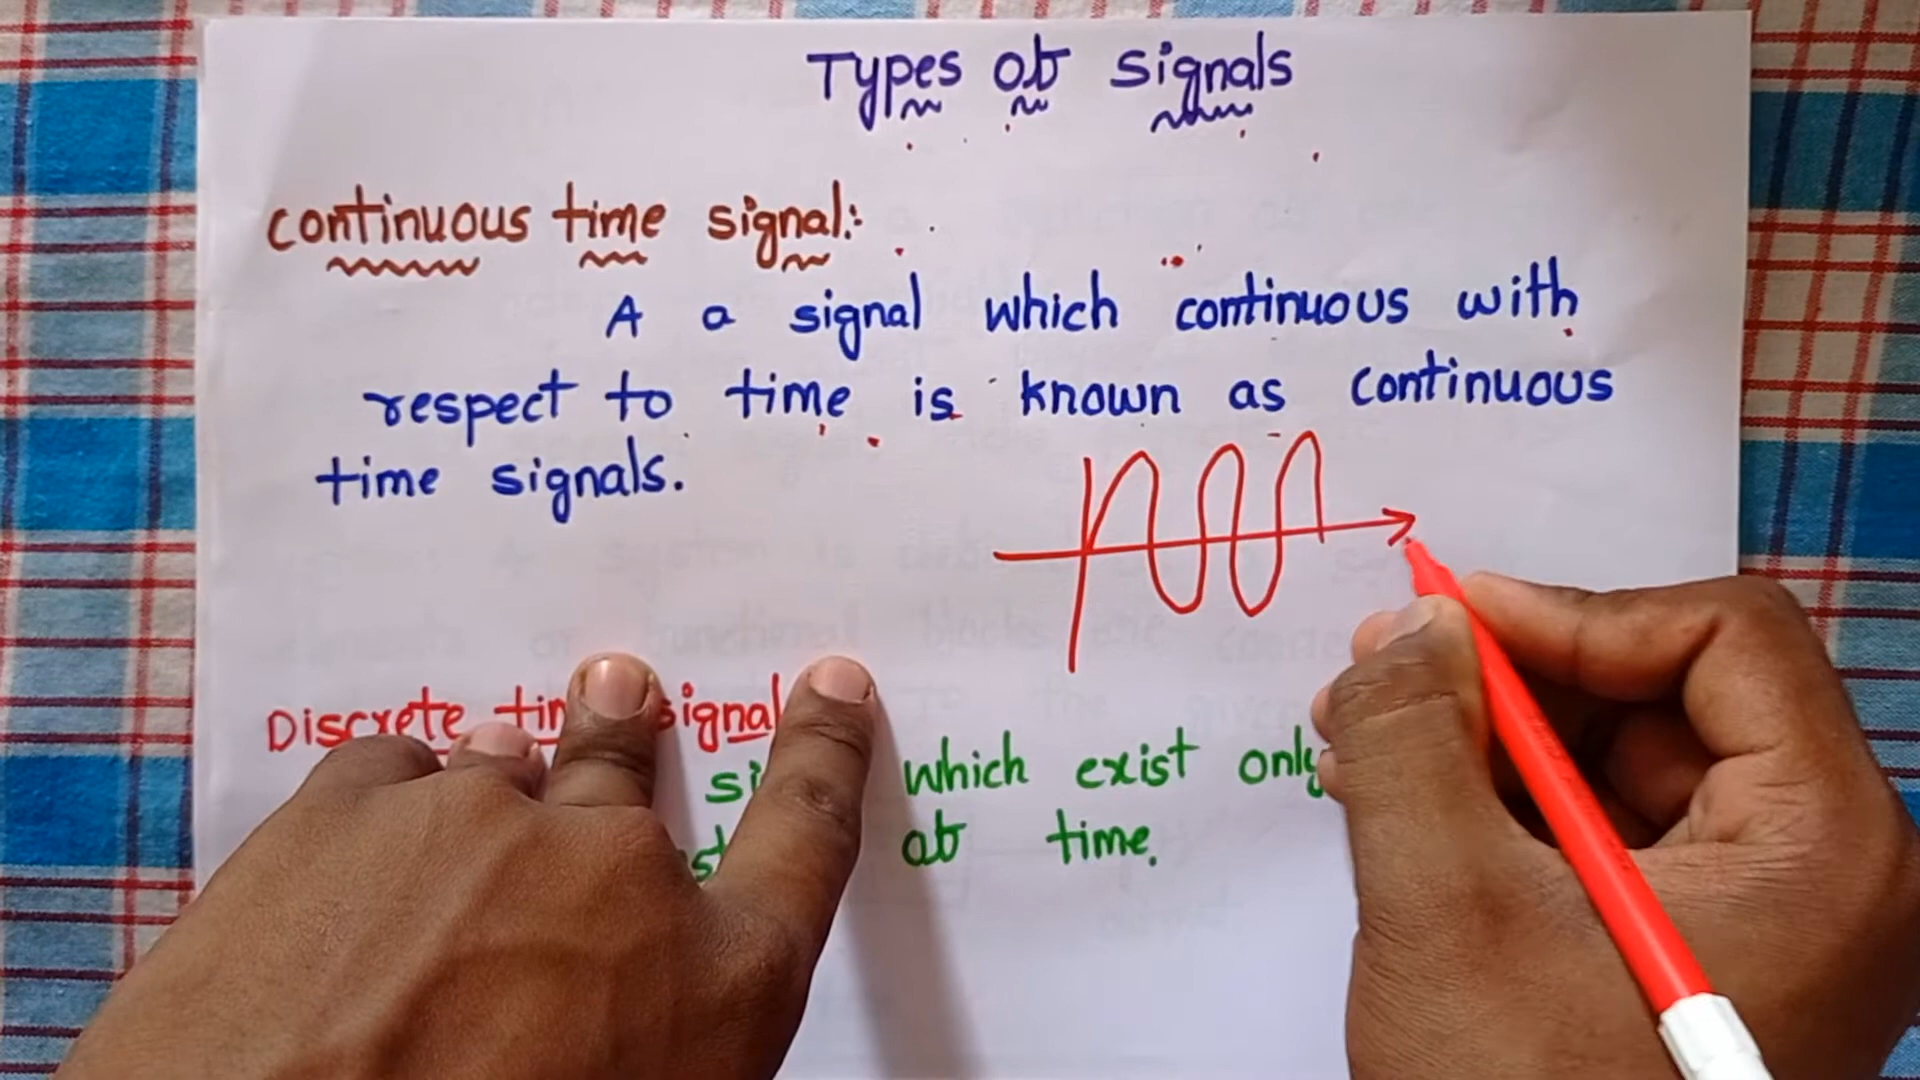 Types of signals
continuous time signal:
A a signal which continuous with
respect to time is known as continuous
time signals.
Discrete signal
which exist only
of time.